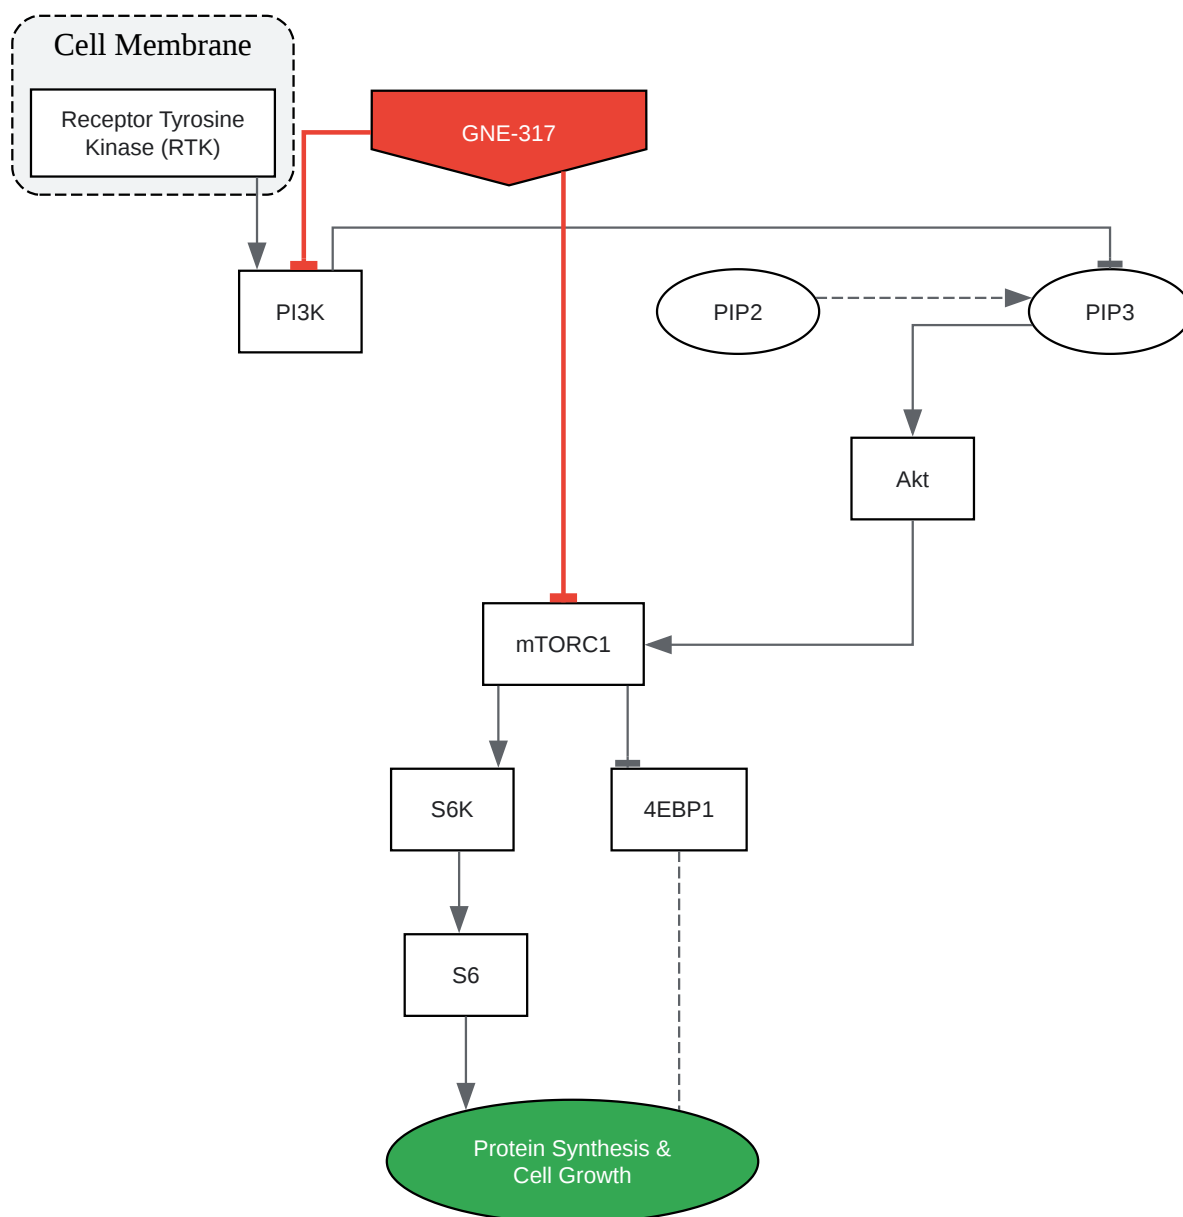 Cell Membrane
Receptor Tyrosine
Kinase (RTK)
GNE-317
PI3K
PIP2
PIP3
Akt
mTORC1
S6K
4EBP1
S6
Protein Synthesis &
Cell Growth